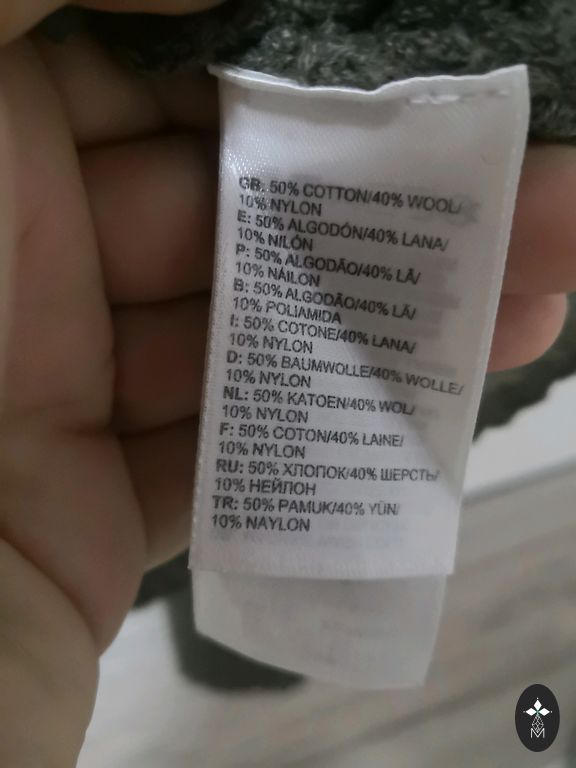 GB: 50% COTTON/40% WOOL/
10% NYLON
E: 50% ALGODÓN/40% LANA/
10% NILÓN
P: 50% ALGODÃO/40% LÃ/
10% NÁILON
B: 50% ALGODÃO/40% LÃ/
10% POLIAMIDA
I: 50% COTONE/40% LANA/
10% NYLON
D: 50% BAUMWOLLE/40% WOLLE/
10% NYLON
NL: 50% KATOEN/40% WOL/
10% NYLON
F: 50% COTON/40% LAINE/
10% NYLON
RU: 50% ХЛОПОК/40% ШЕРСТЬ/
10% НЕЙЛОН
TR: 50% PAMUK/40% YÜN/
10% NAYLON
M